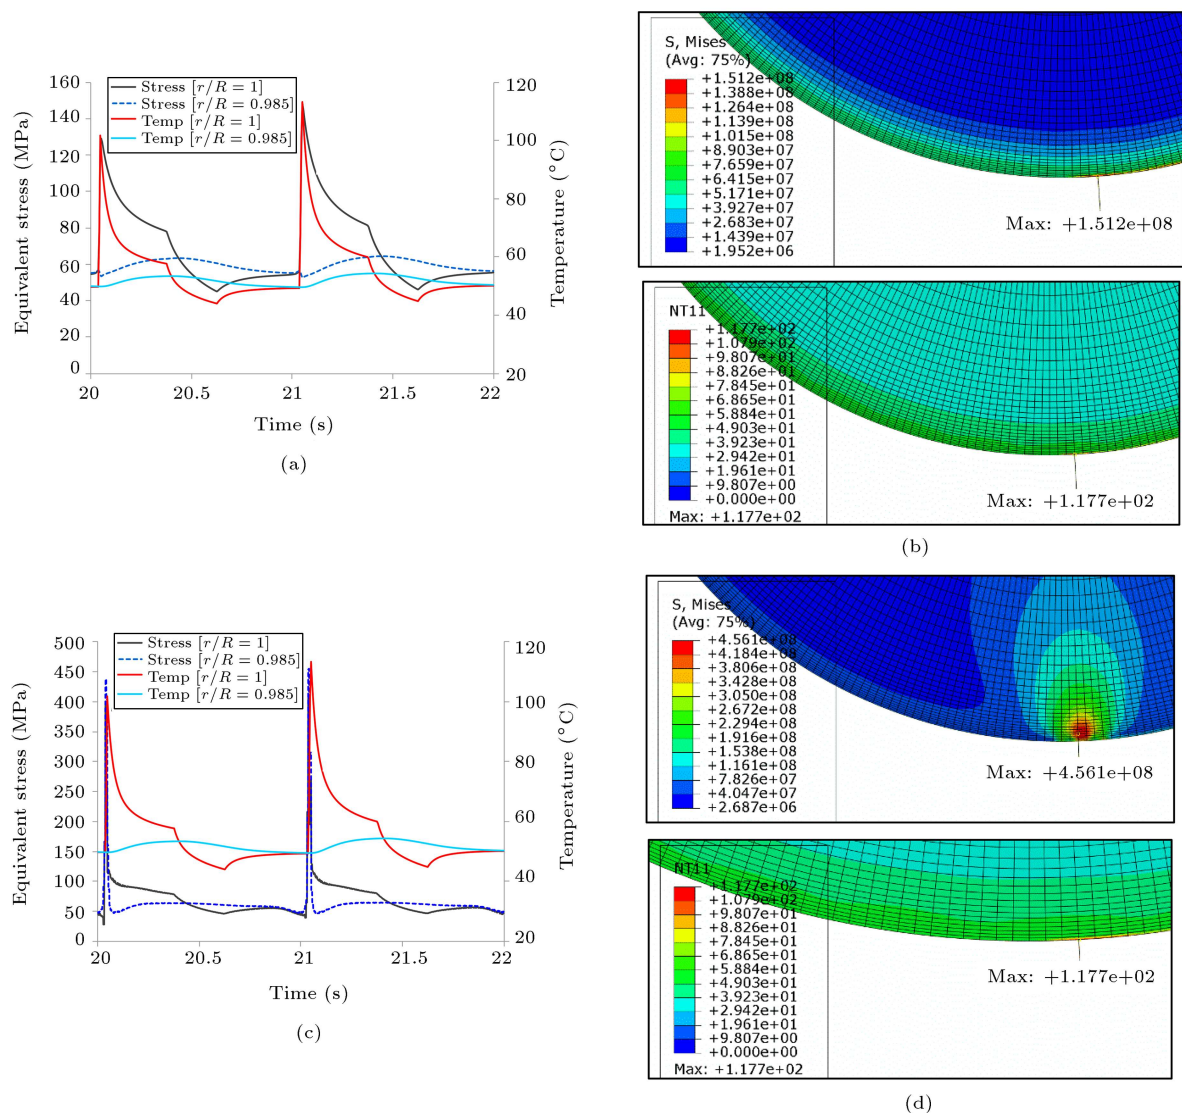 (a)
Stress [r/R = 1]
Stress [r/R = 0.985]
Temp [r/R = 1]
Temp [r/R = 0.985]
Equivalent stress (MPa)
160
140
120
100
80
60
40
20
0
Temperature (°C)
120
100
80
60
40
20
20
20.5
21
21.5
22
Time (s)
(a)
S, Mises
(Avg: 75%)
+1.512e+08
+1.388e+08
+1.264e+08
+1.139e+08
+1.015e+08
+8.903e+07
+7.659e+07
+6.415e+07
+5.171e+07
+3.927e+07
+2.683e+07
+1.439e+07
+1.952e+06
Max: +1.512e+08
NT11
+1.177e+02
+1.079e+02
+9.807e+01
+8.826e+01
+7.845e+01
+6.865e+01
+5.884e+01
+4.903e+01
+3.923e+01
+2.942e+01
+1.961e+01
+9.807e+00
+0.000e+00
Max: +1.177e+02
Max: +1.177e+02
(b)
Stress [r/R = 1]
Stress [r/R = 0.985]
Temp [r/R = 1]
Temp [r/R = 0.985]
Equivalent stress (MPa)
500
450
400
350
300
250
200
150
100
50
0
Temperature (°C)
120
100
80
60
40
20
20
20.5
21
21.5
22
Time (s)
(c)
S, Mises
(Avg: 75%)
+4.561e+08
+4.184e+08
+3.806e+08
+3.428e+08
+3.050e+08
+2.672e+08
+2.294e+08
+1.916e+08
+1.538e+08
+1.161e+08
+7.826e+07
+4.047e+07
+2.687e+06
Max: +4.561e+08
NT11
+1.177e+02
+1.079e+02
+9.807e+01
+8.826e+01
+7.845e+01
+6.865e+01
+5.884e+01
+4.903e+01
+3.923e+01
+2.942e+01
+1.961e+01
+9.807e+00
+0.000e+00
Max: +1.177e+02
Max: +1.177e+02
(d)